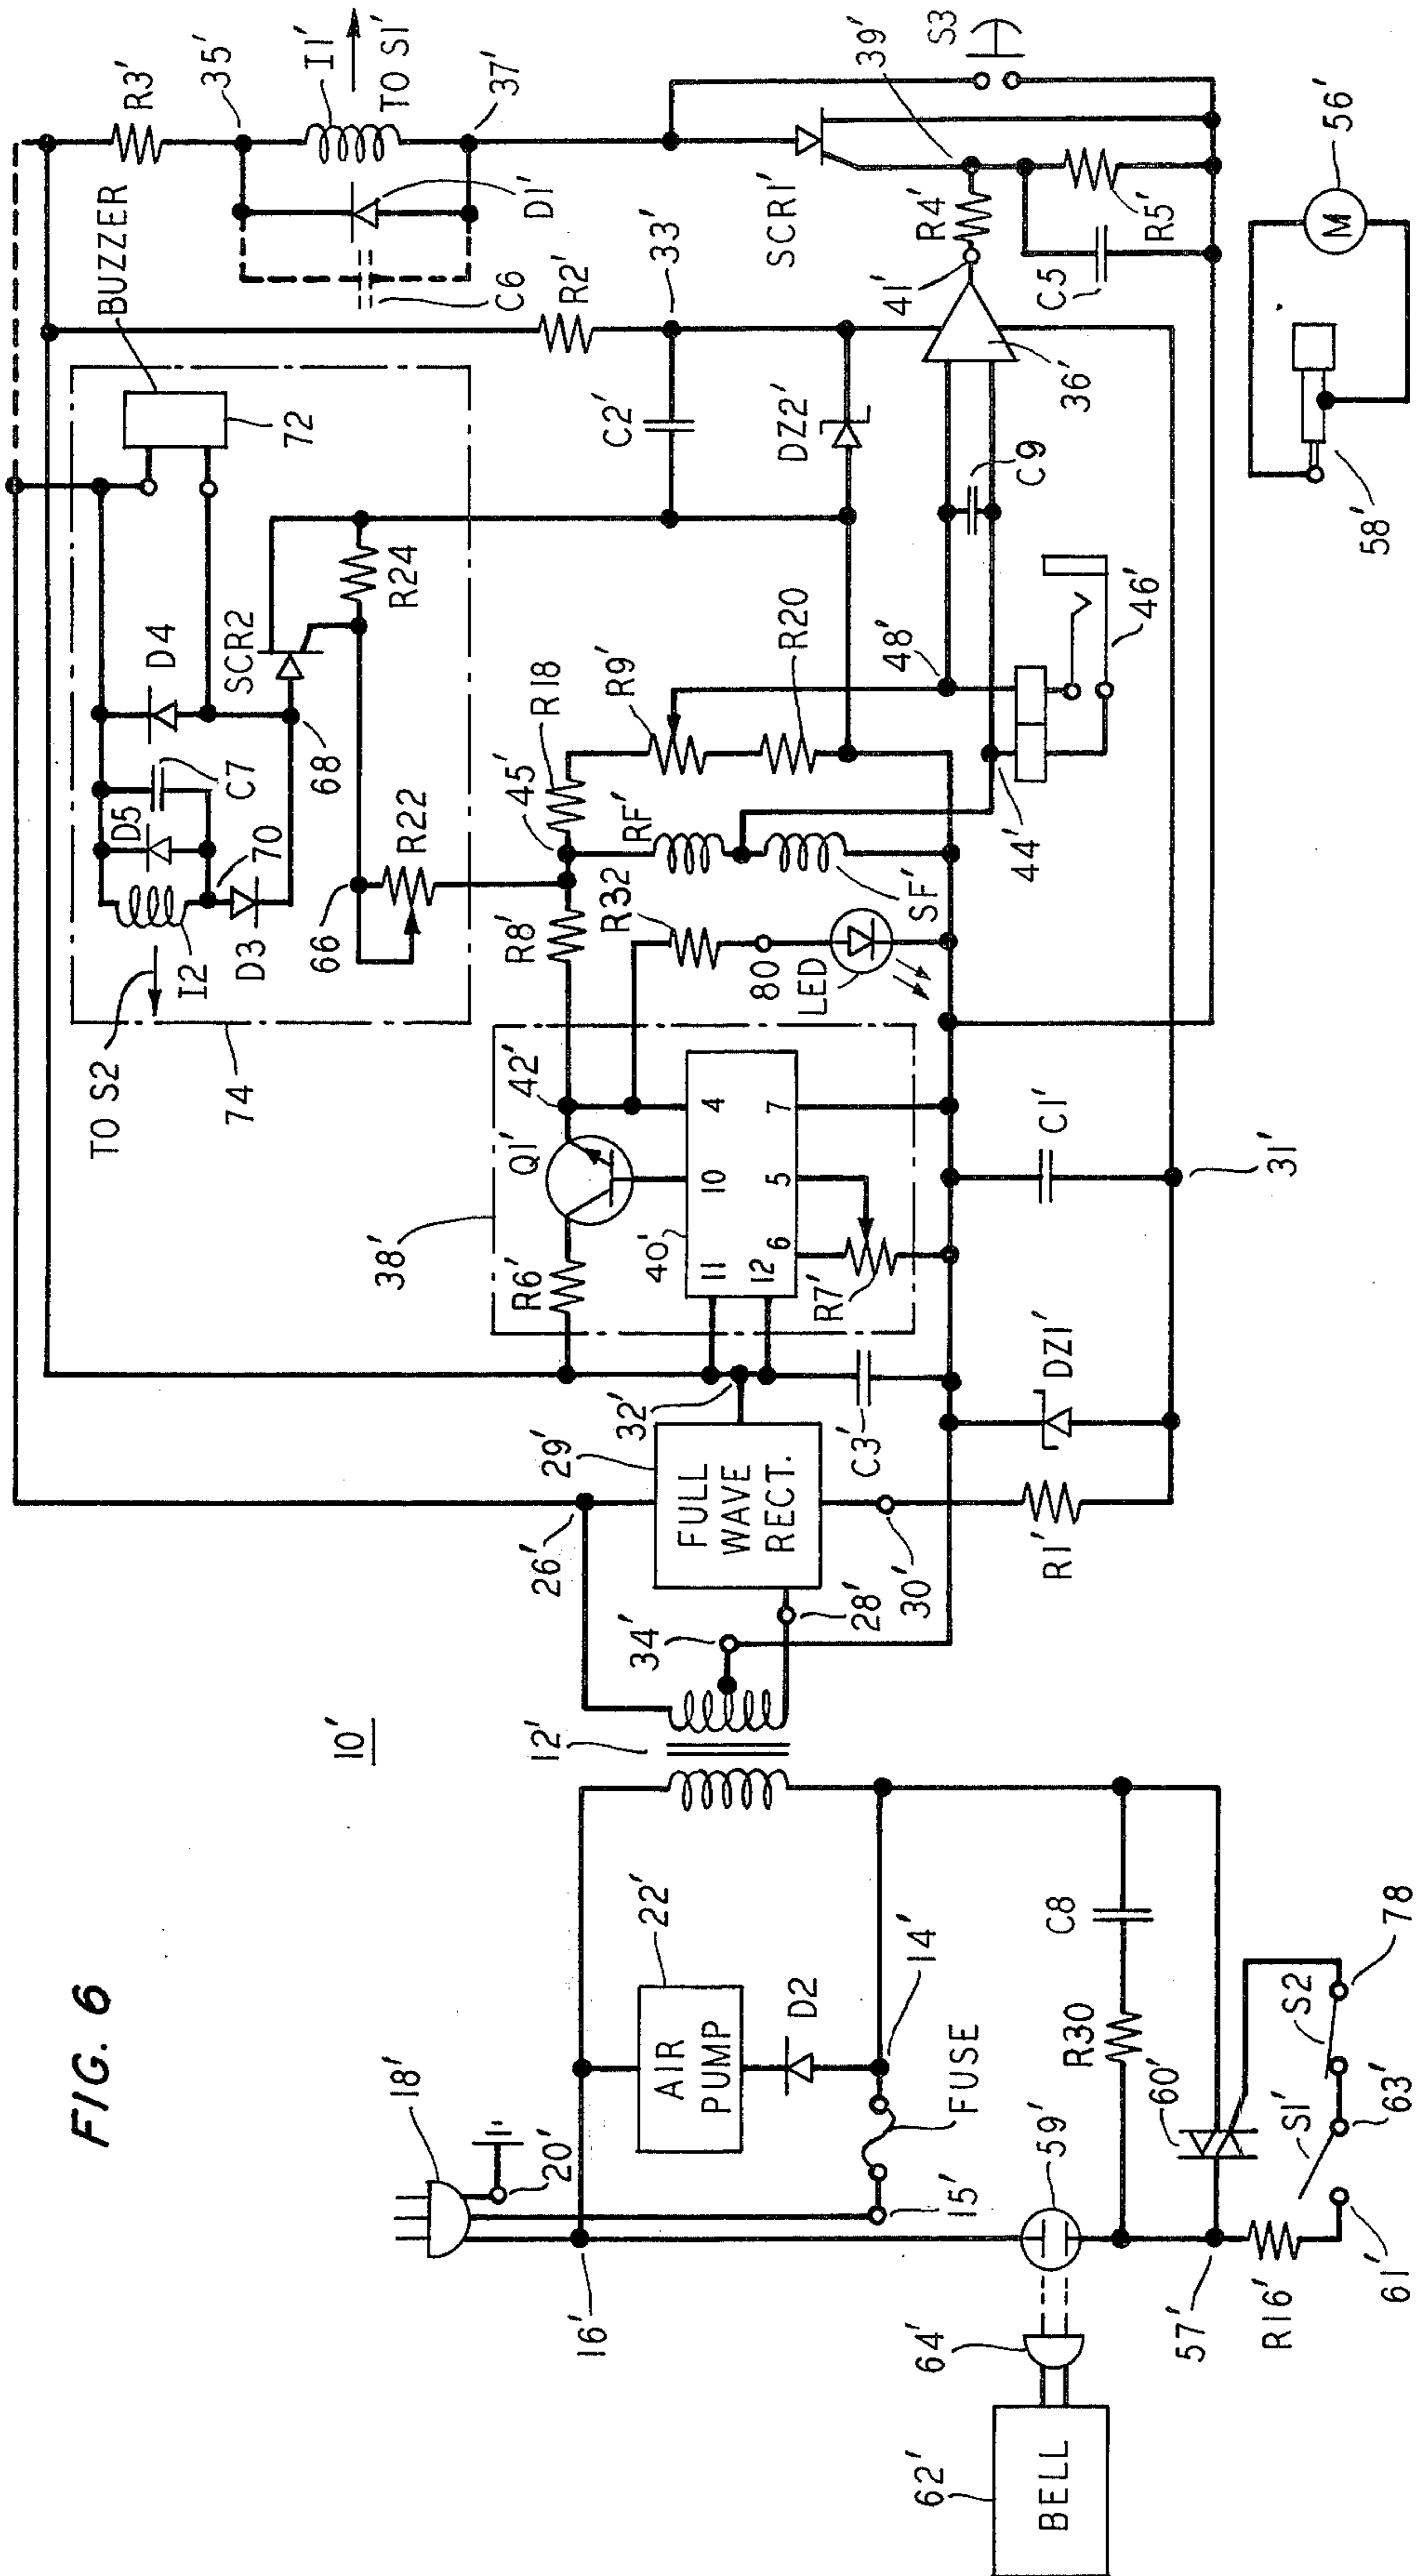 FIG. 6
10'
18'
20'
16'
15'
14'
FUSE
22'
AIR
PUMP
D2
12'
34'
28'
26'
29'
FULL
WAVE
RECT.
30'
32'
C3'
R1'
DZ1'
C1'
31'
38'
R6'
Q1'
42'
40'
11
12
10
4
6
5
7
R7'
R8'
R32
80
LED
45'
RF'
SF'
R18
R9'
R20
48'
44'
46'
C9
36'
41'
R4'
39'
C5
R5'
SCR1'
S3
DZ2'
C2'
33'
R2'
C6
D1'
37'
35'
I1'
TO S1'
R3'
BUZZER
72
D4
SCR2
R24
68
C7
D5
70
D3
I2
TO S2
74
66
R22
62'
BELL
64'
59'
57'
R30
C8
60'
R16'
61'
S1'
63'
S2
78
58'
M
56'